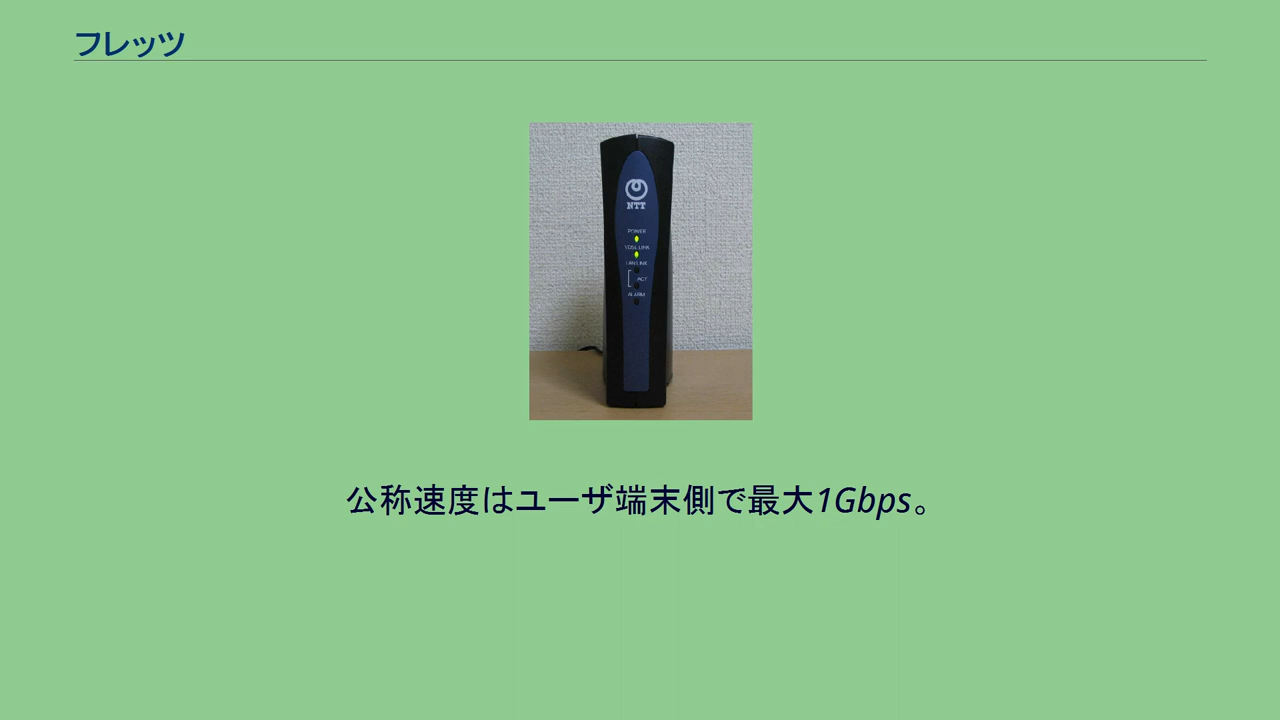 フレッツ
NTT
POWER
VDSL LINK
LAN LINK
ACT
ALARM
公称速度はユーザ端末側で最大1Gbps。